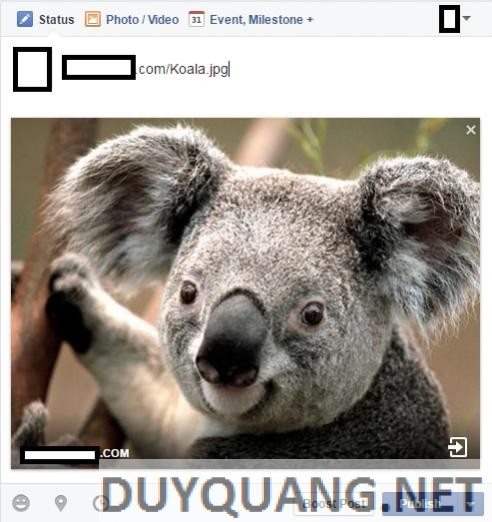 Status Photo / Video 31 Event, Milestone +
.com/Koala.jpg
.COM
DUYQUANG.NET
Boost Post Publish